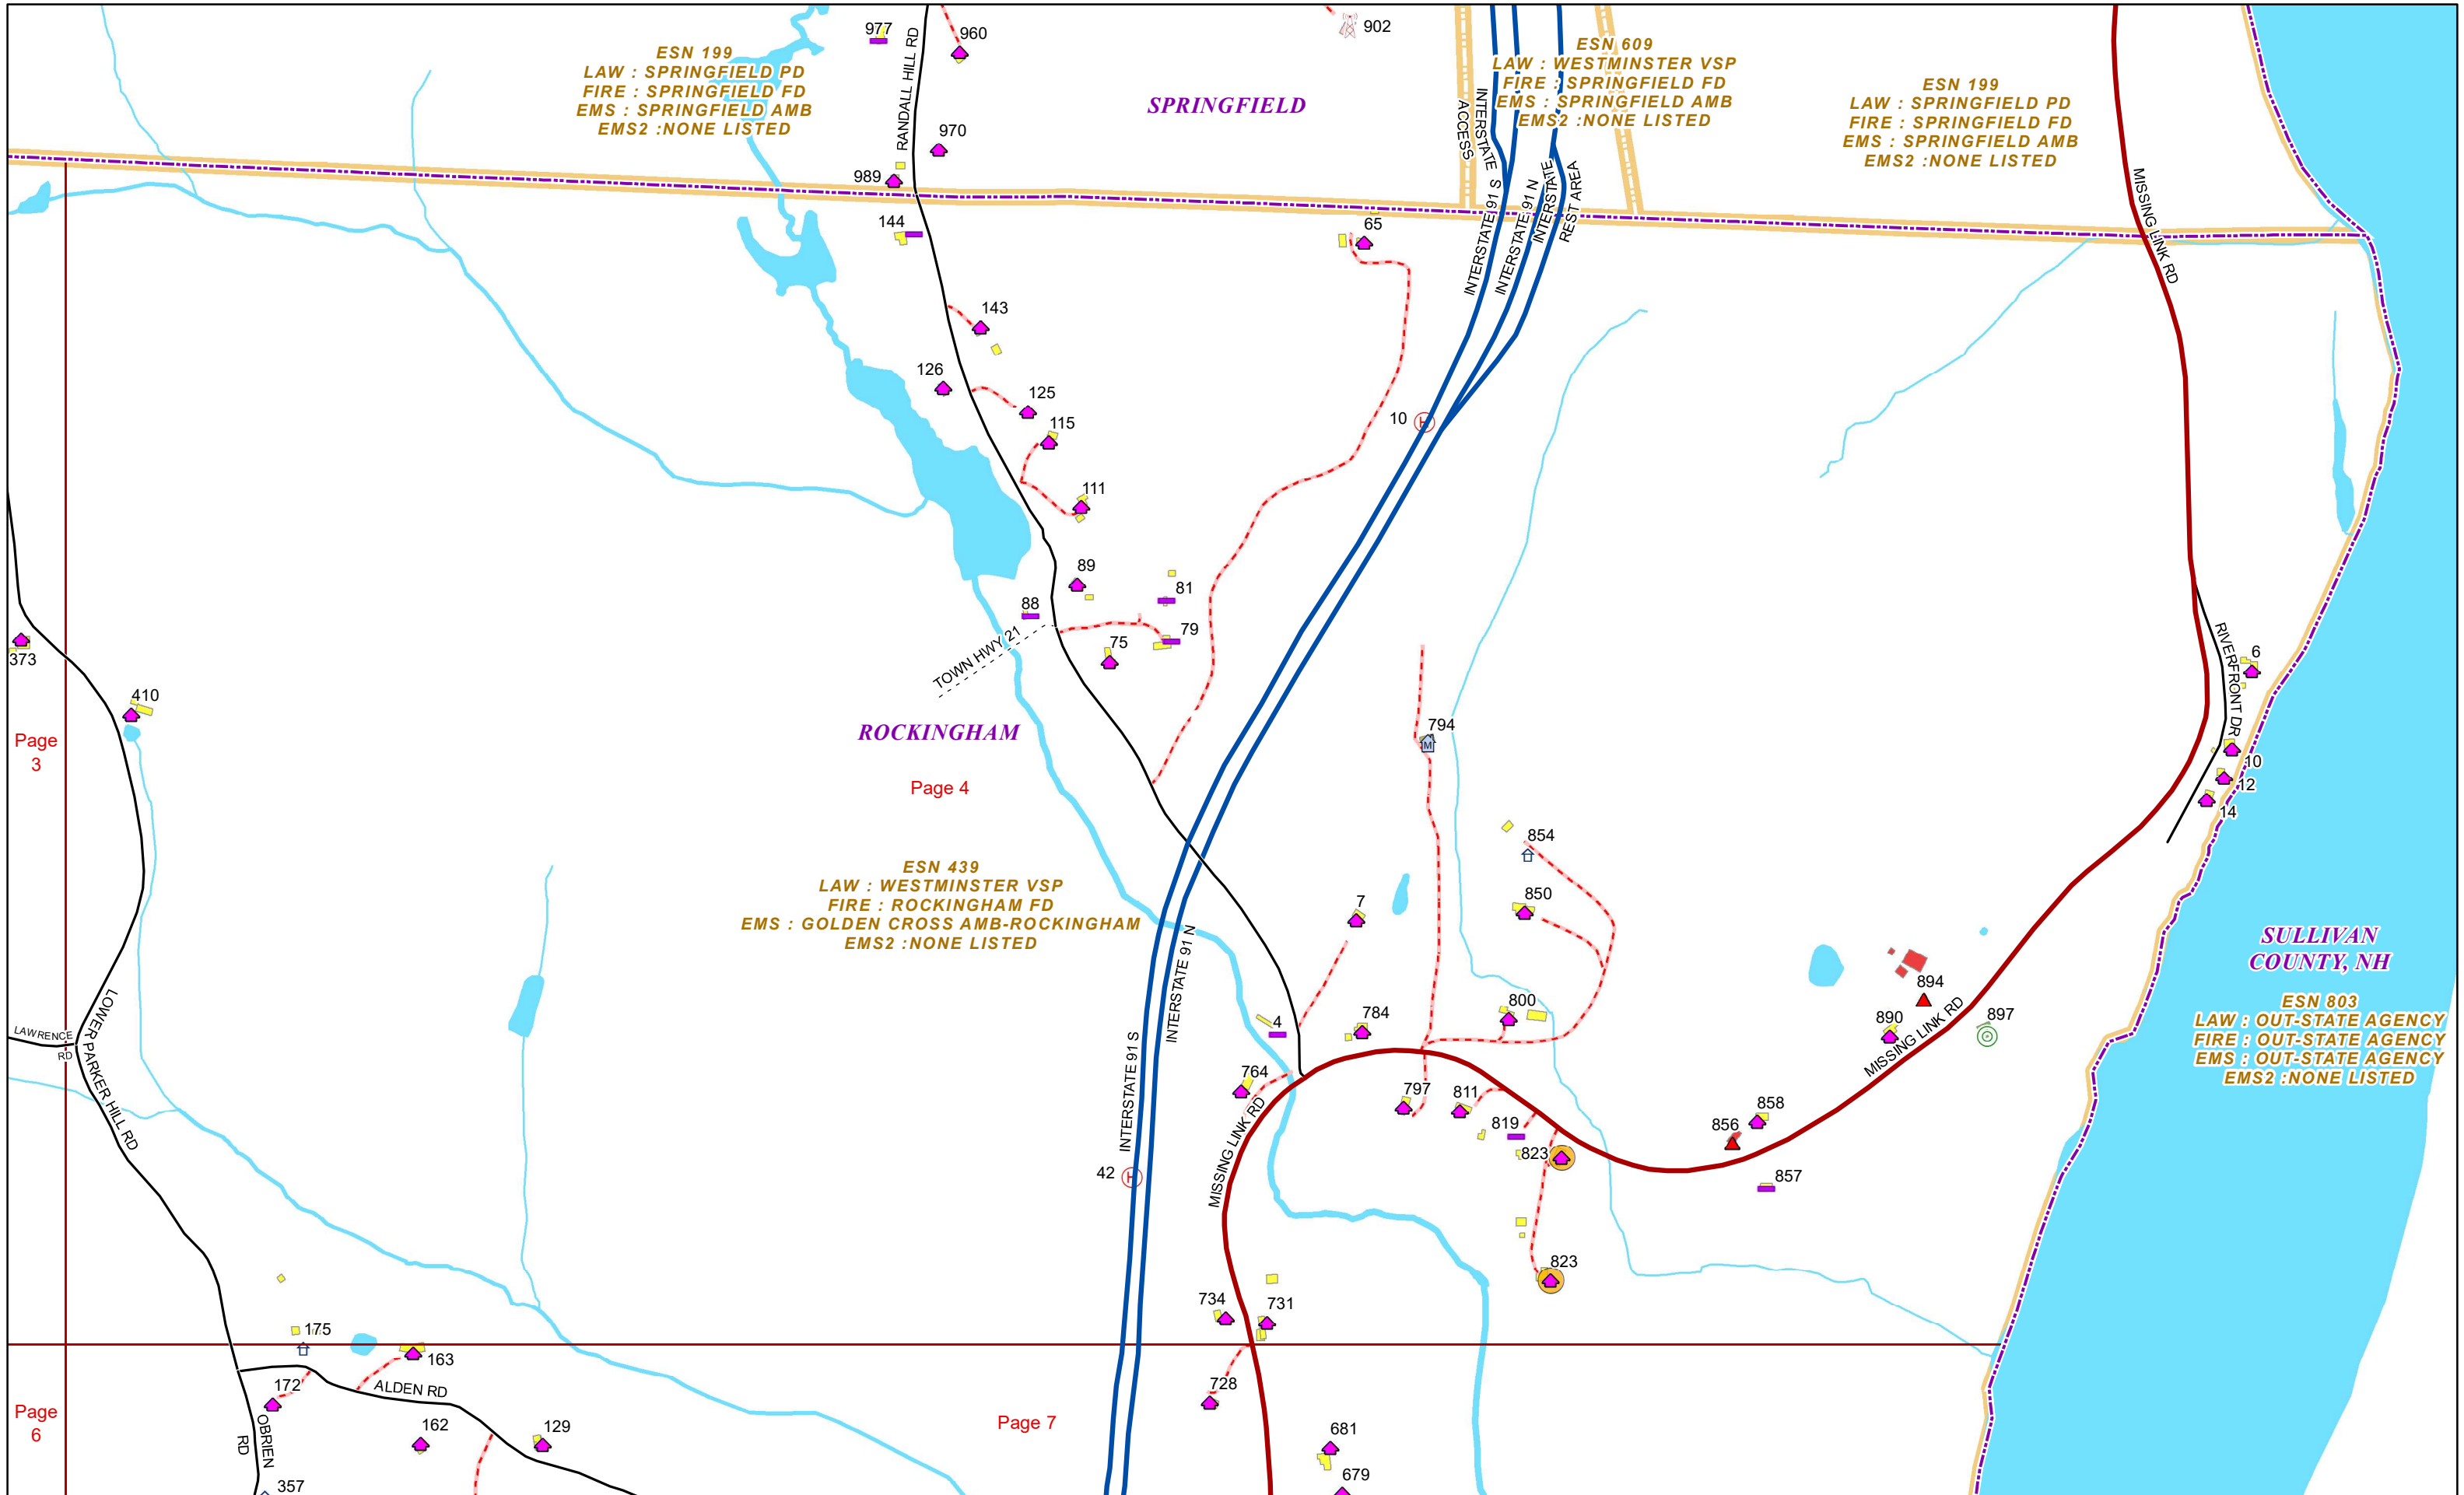 977
960
902
RANDALL HILL RD
ESN 199
LAW : SPRINGFIELD PD
FIRE : SPRINGFIELD FD
EMS : SPRINGFIELD AMB
EMS2 :NONE LISTED
SPRINGFIELD
INTERSTATE
ACCESS
ESN 609
LAW : WESTMINSTER VSP
FIRE : SPRINGFIELD FD
EMS : SPRINGFIELD AMB
EMS2 :NONE LISTED
ESN 199
LAW : SPRINGFIELD PD
FIRE : SPRINGFIELD FD
EMS : SPRINGFIELD AMB
EMS2 :NONE LISTED
970
989
144
65
INTERSTATE 91 S
INTERSTATE 91 N
INTERSTATE
REST AREA
MISSING LINK RD
143
126
125
115
10
111
89
81
88
79
75
TOWN HWY 21
373
410
RIVERFRONT DR
6
10
12
14
Page
3
ROCKINGHAM
Page 4
794
854
ESN 439
LAW : WESTMINSTER VSP
FIRE : ROCKINGHAM FD
EMS : GOLDEN CROSS AMB-ROCKINGHAM
EMS2 :NONE LISTED
850
7
SULLIVAN
COUNTY, NH
ESN 803
LAW : OUT-STATE AGENCY
FIRE : OUT-STATE AGENCY
EMS : OUT-STATE AGENCY
EMS2 :NONE LISTED
INTERSTATE 91 N
INTERSTATE 91 S
894
890
897
MISSING LINK RD
800
784
4
LAWRENCE
RD
LOWER PARKER HILL RD
764
797
811
819
823
858
856
857
MISSING LINK RD
42
823
734
731
175
163
172
ALDEN RD
728
Page
6
OBRIEN
RD
162
129
Page 7
681
679
357